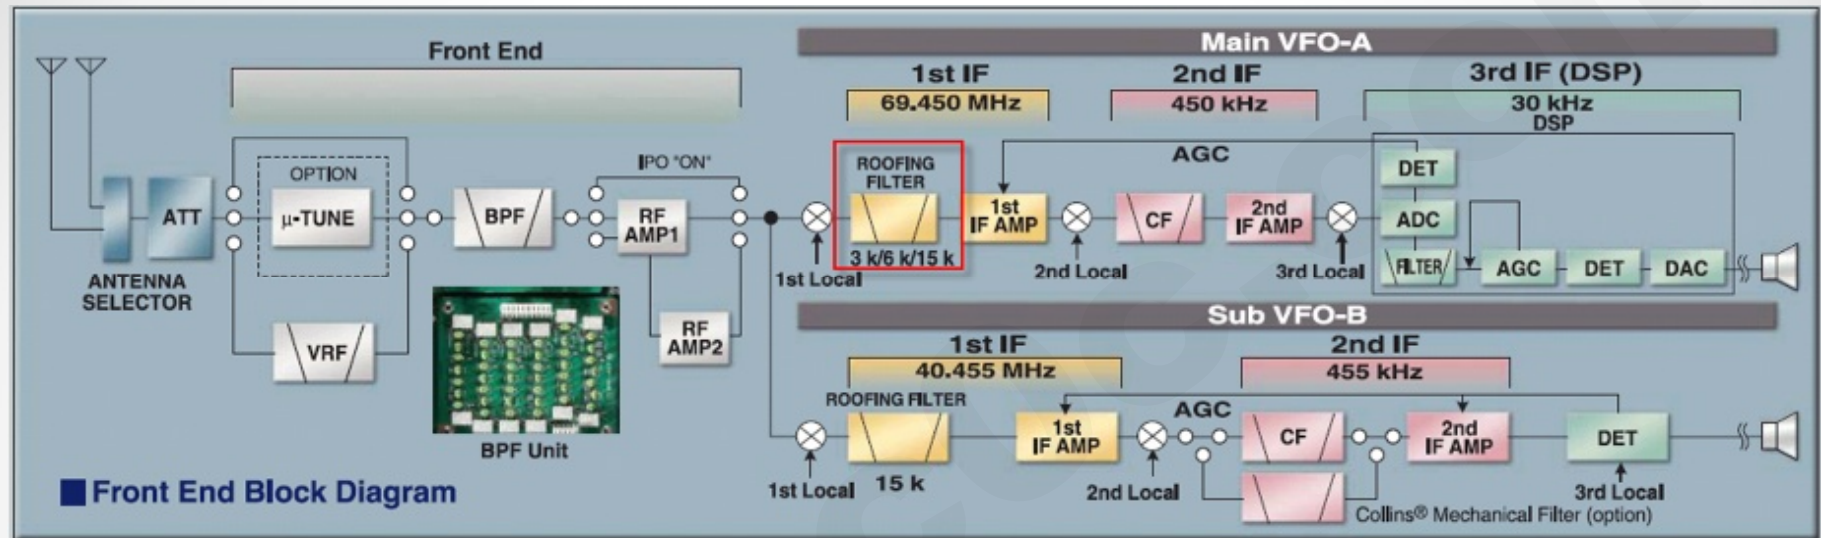 Front End
OPTION
μ-TUNE
ATT
ANTENNA
SELECTOR
VRF
BPF
IPO "ON"
RF
AMP1
RF
AMP2
BPF Unit
Main VFO-A
1st IF
69.450 MHz
2nd IF
450 kHz
3rd IF (DSP)
30 kHz
DSP
ROOFING
FILTER
3 k/6 k/15 k
1st Local
1st
IF AMP
AGC
2nd Local
CF
2nd
IF AMP
3rd Local
DET
ADC
FILTER
AGC
DET
DAC
Sub VFO-B
1st IF
40.455 MHz
2nd IF
455 kHz
ROOFING FILTER
15 k
1st Local
1st
IF AMP
AGC
2nd Local
CF
2nd
IF AMP
DET
3rd Local
Collins® Mechanical Filter (option)
Front End Block Diagram